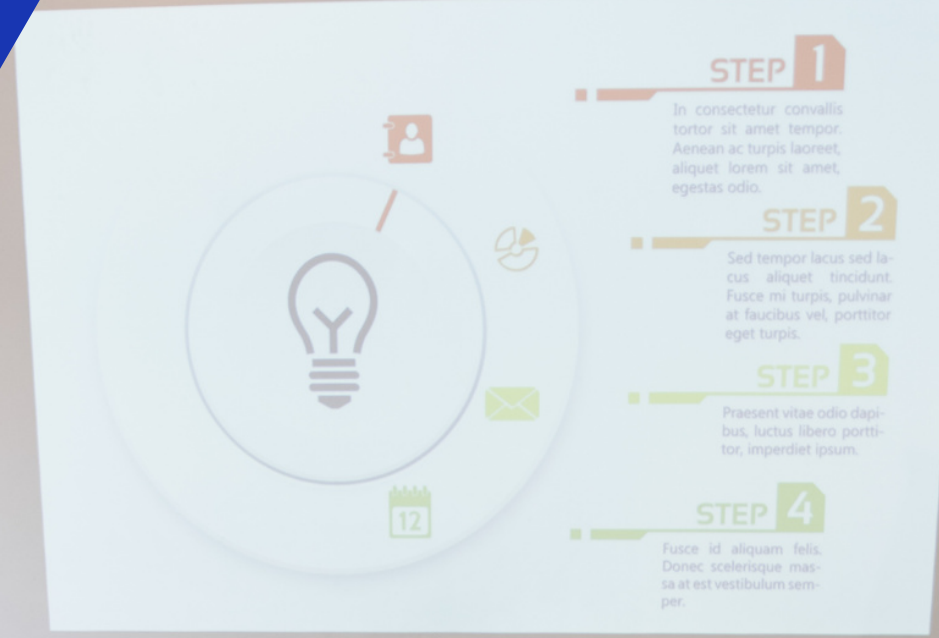 STEP 1
In consectetur convallis
tortor sit amet tempor.
Aenean ac turpis laoreet,
aliquet lorem sit amet,
egestas odio.
STEP 2
Sed tempor lacus sed la-
cus aliquet tincidunt.
Fusce mi turpis, pulvinar
at faucibus vel, porttitor
eget turpis.
STEP 3
Praesent vitae odio dapi-
bus, luctus libero portti-
tor, imperdiet ipsum.
12
STEP 4
Fusce id aliquam felis.
Donec scelerisque mas-
sa at est vestibulum sem-
per.